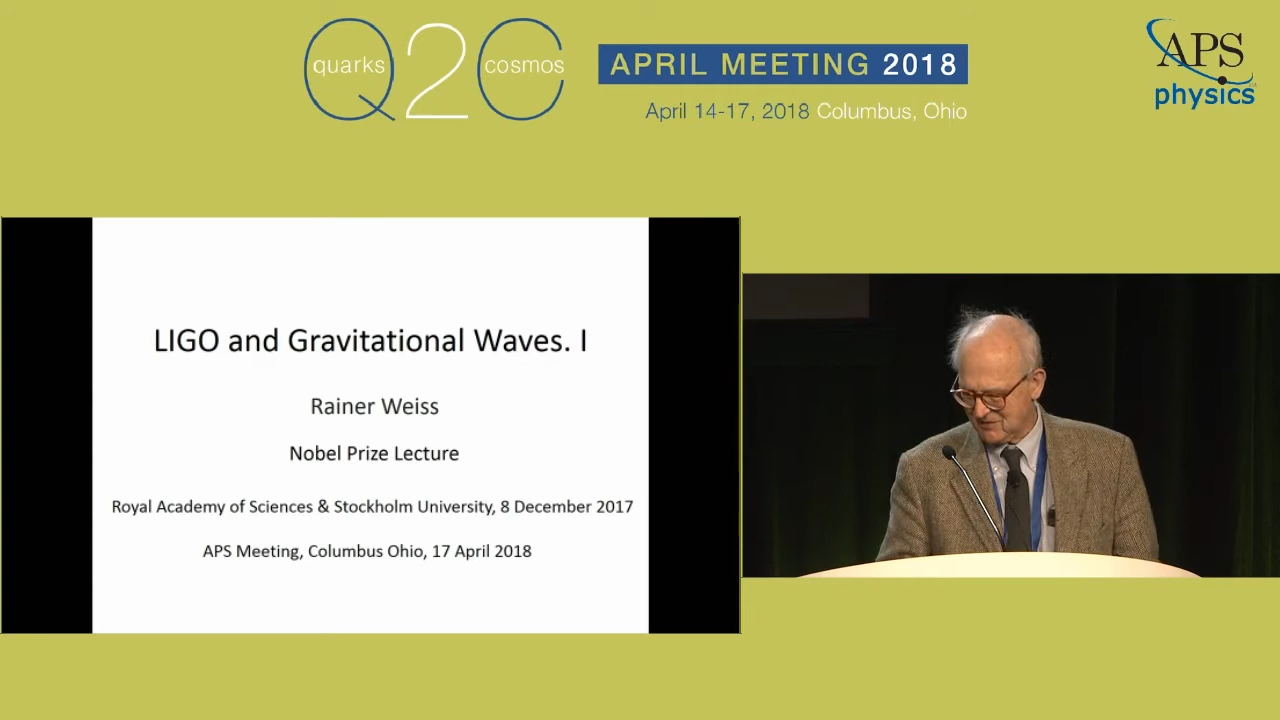 quarks Q2C cosmos
APRIL MEETING 2018
April 14-17, 2018 Columbus, Ohio
APS
physics
LIGO and Gravitational Waves. I
Rainer Weiss
Nobel Prize Lecture
Royal Academy of Sciences & Stockholm University, 8 December 2017
APS Meeting, Columbus Ohio, 17 April 2018